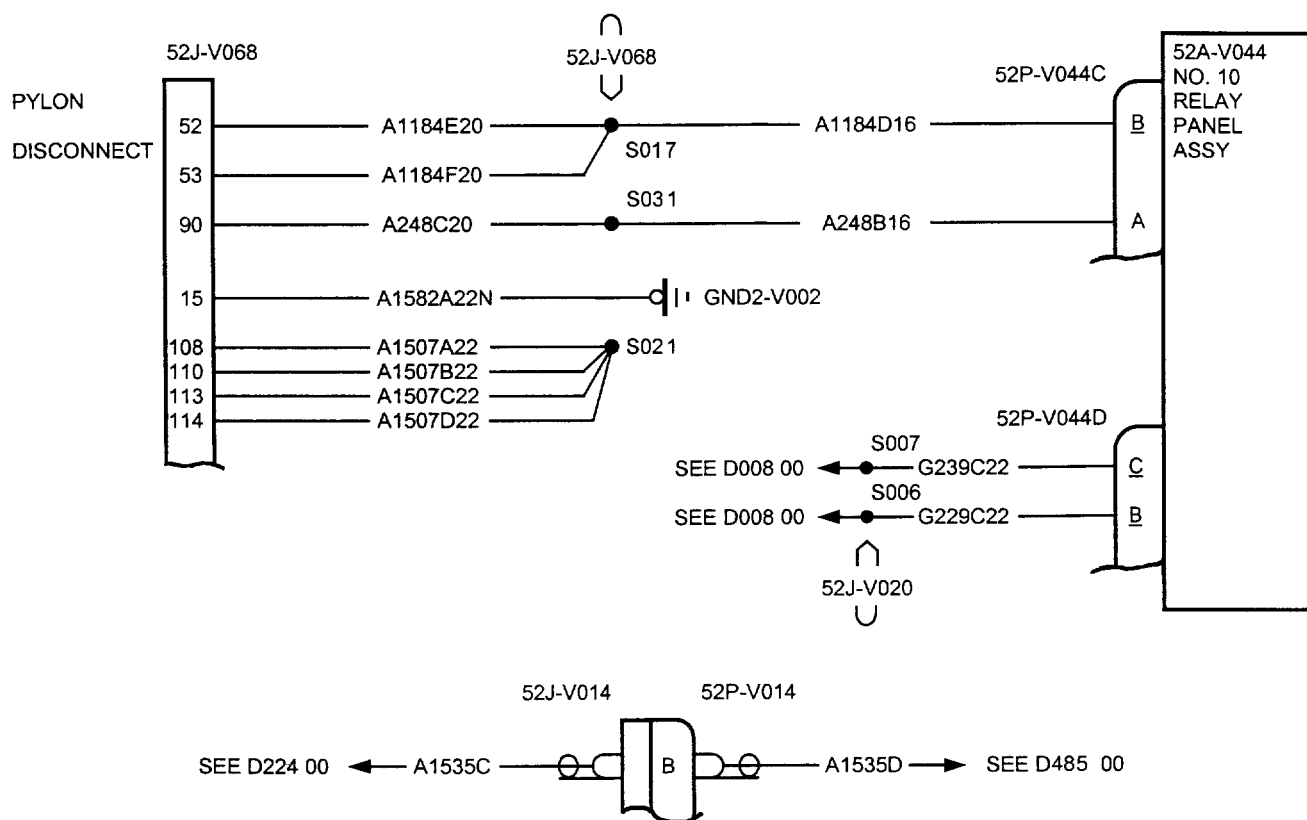 52J-V068
52J-V068
52A-V044
NO. 10
RELAY
PANEL
ASSY
52P-V044C
PYLON
DISCONNECT
52 A1184E20 A1184D16 B
S017
53 A1184F20
S031
90 A248C20 A248B16 A
15 A1582A22N GND2-V002
108 A1507A22 S021
110 A1507B22
113 A1507C22
114 A1507D22
52P-V044D
S007
SEE D008 00 G239C22 C
S006
SEE D008 00 G229C22 B
52J-V020
52J-V014 52P-V014
SEE D224 00 A1535C B A1535D SEE D485 00